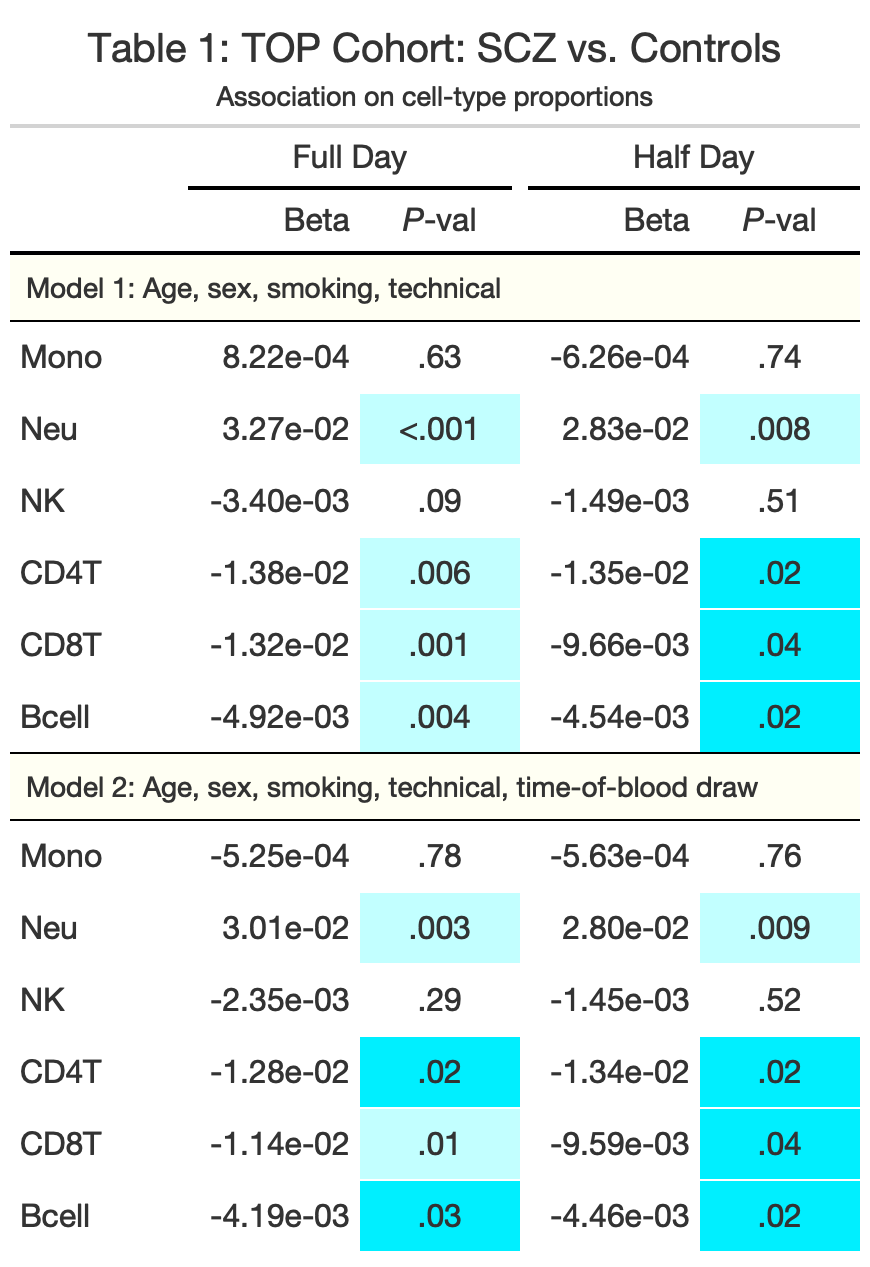 Table 1: TOP Cohort: SCZ vs. Controls
Association on cell-type proportions
Full Day Half Day
Beta P-val Beta P-val
Model 1: Age, sex, smoking, technical
Mono 8.22e-04 .63 -6.26e-04 .74
Neu 3.27e-02 <.001 2.83e-02 .008
NK -3.40e-03 .09 -1.49e-03 .51
CD4T -1.38e-02 .006 -1.35e-02 .02
CD8T -1.32e-02 .001 -9.66e-03 .04
Bcell -4.92e-03 .004 -4.54e-03 .02
Model 2: Age, sex, smoking, technical, time-of-blood draw
Mono -5.25e-04 .78 -5.63e-04 .76
Neu 3.01e-02 .003 2.80e-02 .009
NK -2.35e-03 .29 -1.45e-03 .52
CD4T -1.28e-02 .02 -1.34e-02 .02
CD8T -1.14e-02 .01 -9.59e-03 .04
Bcell -4.19e-03 .03 -4.46e-03 .02